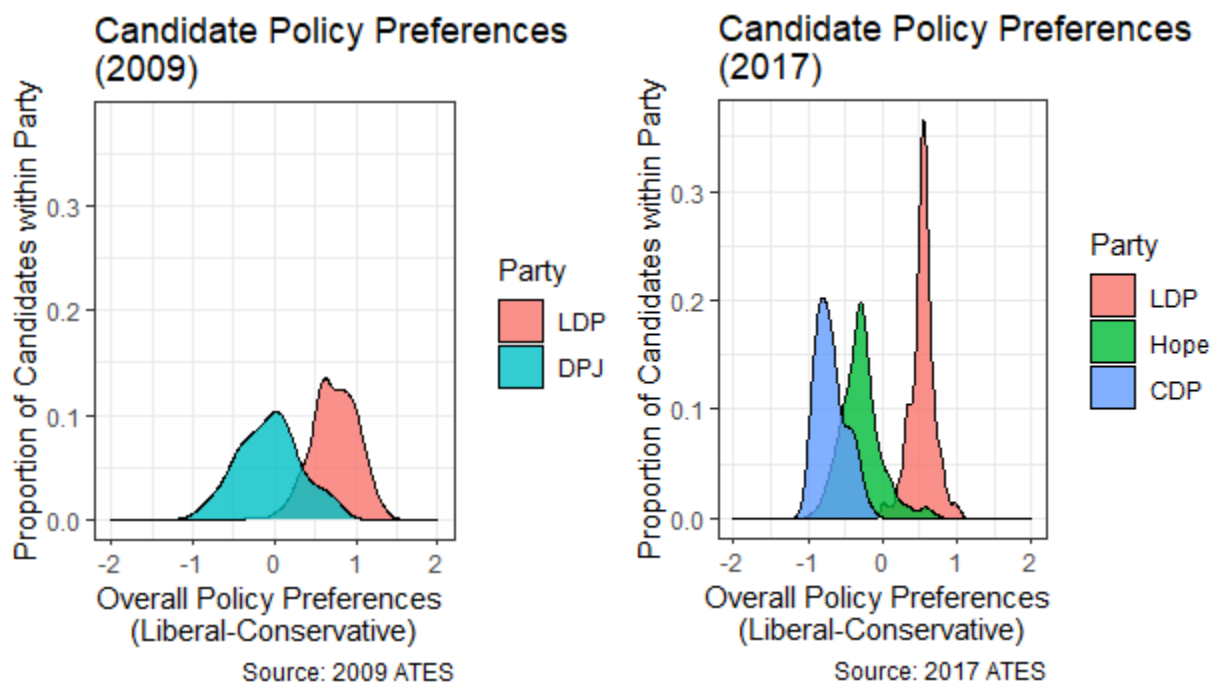 Candidate Policy Preferences
(2009)
Proportion of Candidates within Party
0.3
0.2
0.1
0.0
-2
-1
0
1
2
Overall Policy Preferences
(Liberal-Conservative)
Source: 2009 ATES
Party
LDP
DPJ
Candidate Policy Preferences
(2017)
Proportion of Candidates within Party
0.3
0.2
0.1
0.0
-2
-1
0
1
2
Overall Policy Preferences
(Liberal-Conservative)
Source: 2017 ATES
Party
LDP
Hope
CDP